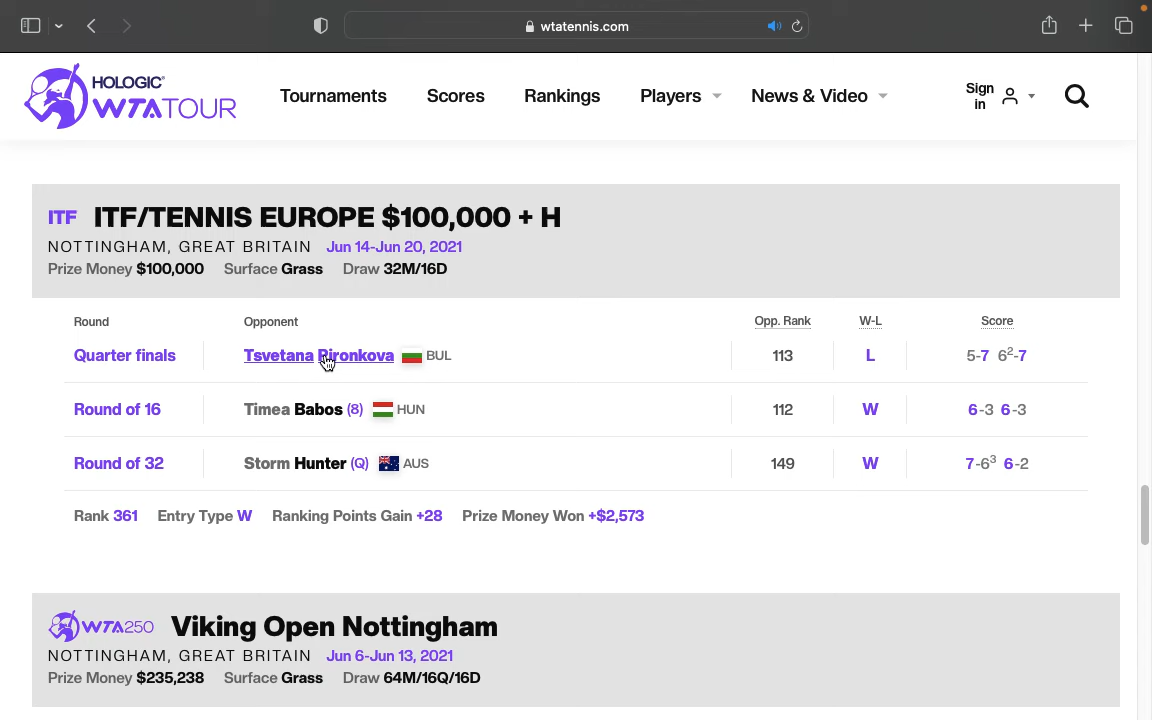 wtatennis.com
HOLOGIC®
WTATOUR
Tournaments
Scores
Rankings
Players
News & Video
Sign
in
ITF ITF/TENNIS EUROPE $100,000 + H
NOTTINGHAM, GREAT BRITAIN Jun 14-Jun 20, 2021
Prize Money $100,000 Surface Grass Draw 32M/16D
Round Opponent Opp. Rank W-L Score
Quarter finals Tsvetana Pironkova BUL 113 L 5-7 6²-7
Round of 16 Timea Babos (8) HUN 112 W 6-3 6-3
Round of 32 Storm Hunter (Q) AUS 149 W 7-6³ 6-2
Rank 361 Entry Type W Ranking Points Gain +28 Prize Money Won +$2,573
WTA250 Viking Open Nottingham
NOTTINGHAM, GREAT BRITAIN Jun 6-Jun 13, 2021
Prize Money $235,238 Surface Grass Draw 64M/16Q/16D